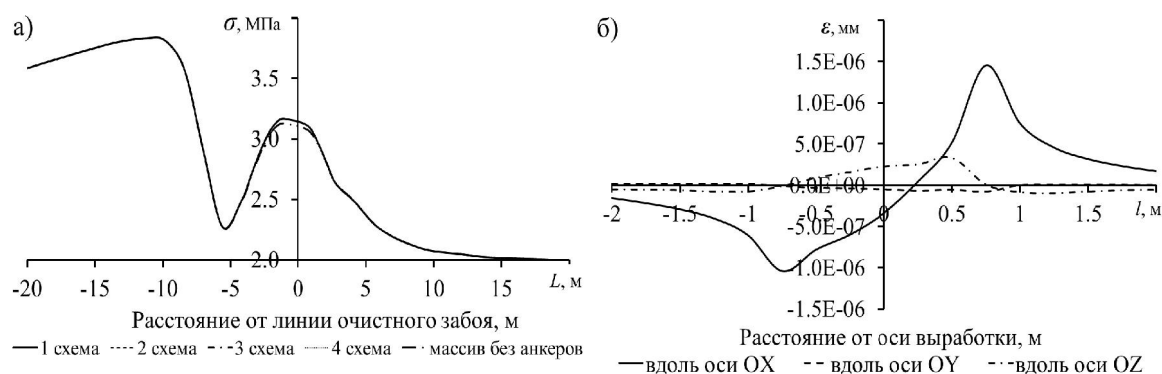 а)
σ, МПа
3.5
3.0
2.5
2.0
-20 -15 -10 -5 0 5 10 15 L, м
Расстояние от линии очистного забоя, м
1 схема 2 схема 3 схема 4 схема массив без анкеров
б)
ε, мм
1.5E-06
1.0E-06
5.0E-07
0.0E+00
-2 -1.5 -1 -0.5 0 0.5 1 1.5 l, м
-5.0E-07
-1.0E-06
-1.5E-06
Расстояние от оси выработки, м
вдоль оси OX вдоль оси OY вдоль оси OZ